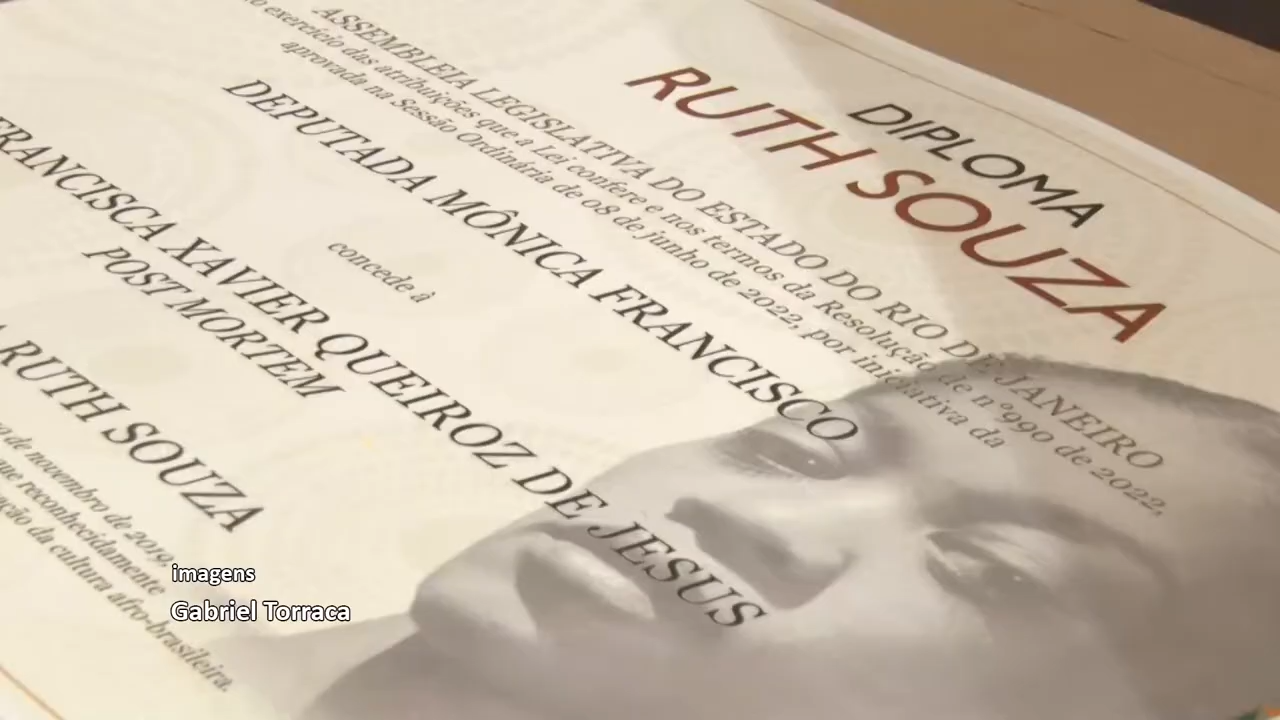 DIPLOMA
RUTH SOUZA
ASSEMBLEIA LEGISLATIVA DO ESTADO DO RIO DE JANEIRO
exercício das atribuições que a Lei confere e nos termos da Resolução de nº990 de 2022,
aprovada na Sessão Ordinária de 08 de junho de 2022, por iniciativa da
DEPUTADA MÔNICA FRANCISCO
concede à
FRANCISCA XAVIER QUEIROZ DE JESUS
POST MORTEM
RUTH SOUZA
de novembro de 2019,
que reconhecidamente
da cultura afro-brasileira.
imagens
Gabriel Torraca